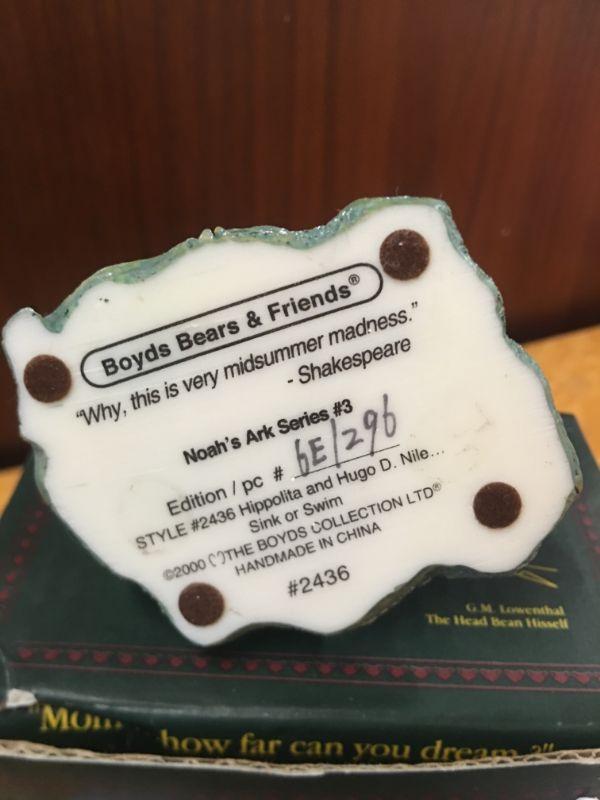 Boyds Bears & Friends®
"Why, this is very midsummer madness."
- Shakespeare
Noah's Ark Series #3
Edition / pc # 6E/296
STYLE #2436 Hippolita and Hugo D. Nile...
Sink or Swim
©2000 THE BOYDS COLLECTION LTD®
HANDMADE IN CHINA
#2436
G.M. Lowenthal
The Head Bean Hisself
how far can you dream